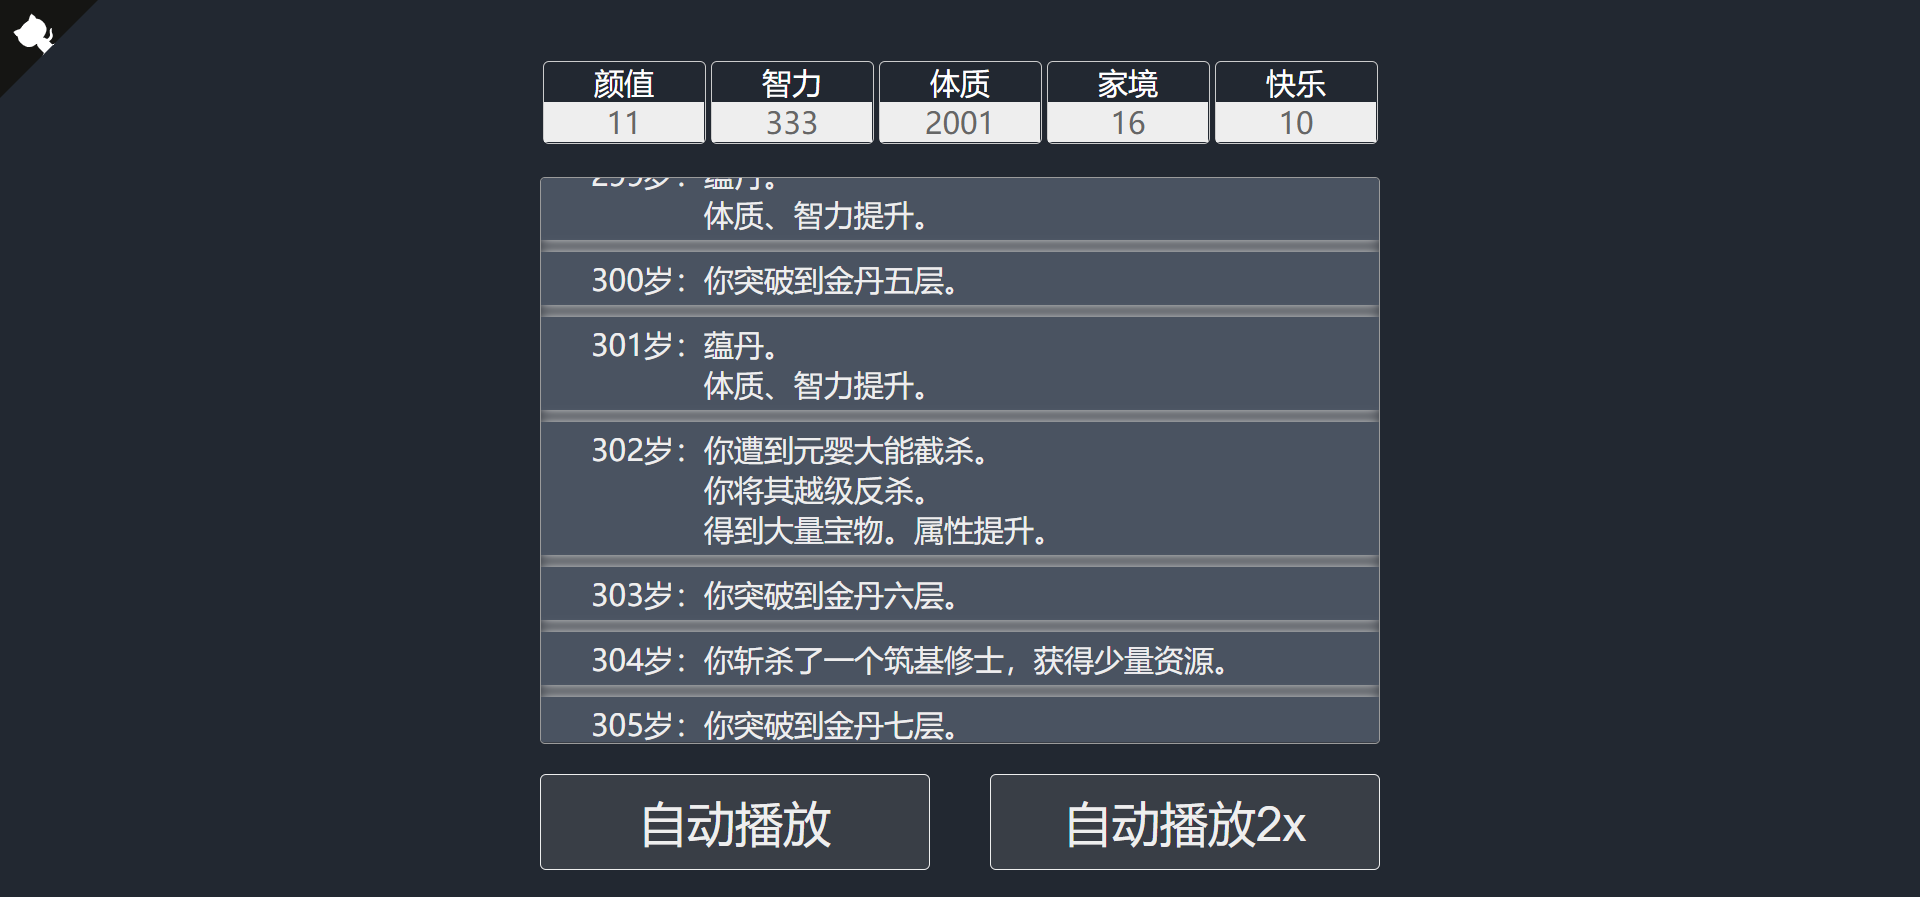 颜值
智力
体质
家境
快乐
11
333
2001
16
10
299岁：蕴丹。
体质、智力提升。
300岁：你突破到金丹五层。
301岁：蕴丹。
体质、智力提升。
302岁：你遭到元婴大能截杀。
你将其越级反杀。
得到大量宝物。属性提升。
303岁：你突破到金丹六层。
304岁：你斩杀了一个筑基修士，获得少量资源。
305岁：你突破到金丹七层。
自动播放
自动播放2x